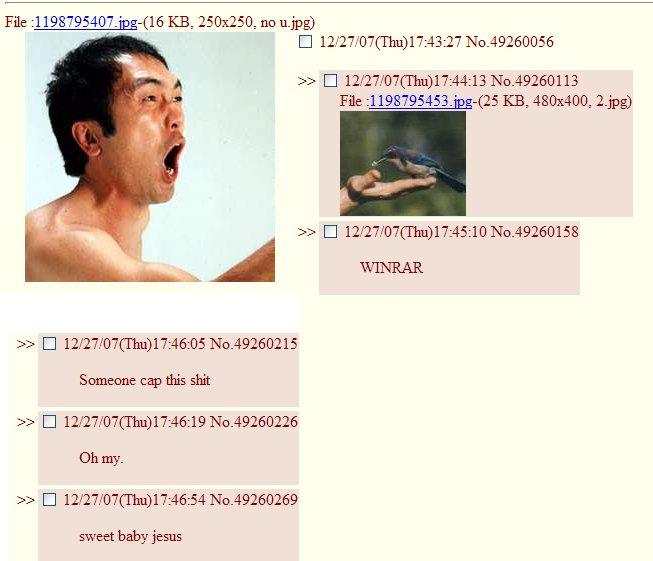 File :1198795407.jpg-(16 KB, 250x250, no u.jpg)
12/27/07(Thu)17:43:27 No.49260056
>> 12/27/07(Thu)17:44:13 No.49260113
File :1198795453.jpg-(25 KB, 480x400, 2.jpg)
>> 12/27/07(Thu)17:45:10 No.49260158
WINRAR
>> 12/27/07(Thu)17:46:05 No.49260215
Someone cap this shit
>> 12/27/07(Thu)17:46:19 No.49260226
Oh my.
>> 12/27/07(Thu)17:46:54 No.49260269
sweet baby jesus